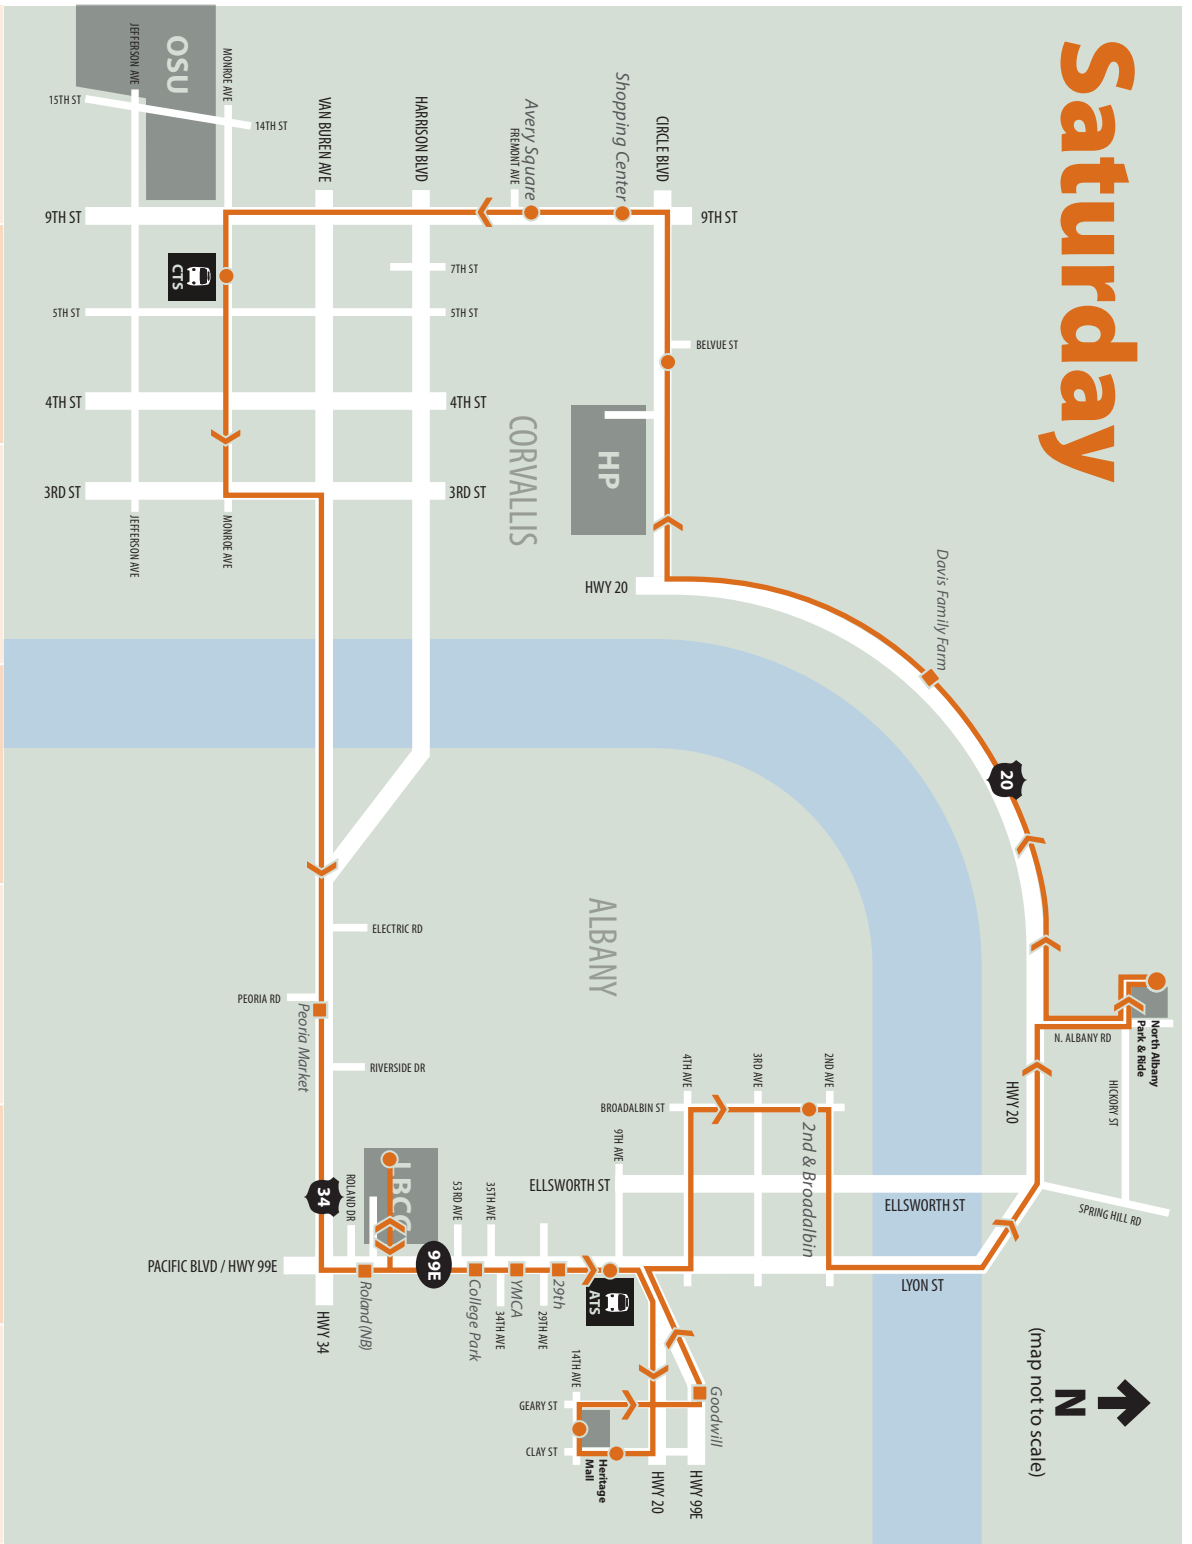 Saturday
OSU
JEFFERSON AVE
MONROE AVE
15TH ST
14TH ST
VAN BUREN AVE
HARRISON BLVD
FREMONT AVE
Avery Square
Shopping Center
CIRCLE BLVD
9TH ST
9TH ST
CTS
7TH ST
5TH ST
5TH ST
BELVUE ST
4TH ST
4TH ST
CORVALLIS
HP
3RD ST
3RD ST
JEFFERSON AVE
MONROE AVE
HWY 20
Davis Family Farm
20
ELECTRIC RD
ALBANY
PEORIA RD
Peoria Market
RIVERSIDE DR
North Albany
Park & Ride
N. ALBANY RD
HICKORY ST
HWY 20
4TH AVE
3RD AVE
2ND AVE
BROADALBIN ST
2nd & Broadalbin
9TH AVE
ELLSWORTH ST
ELLSWORTH ST
SPRING HILL RD
34
ROLAND DR
LBCC
53RD AVE
35TH AVE
99E
PACIFIC BLVD / HWY 99E
LYON ST
HWY 34
Roland (NB)
College Park
34TH AVE
YMCA
29TH AVE
29th
ATS
14TH AVE
GEARY ST
CLAY ST
Heritage
Mall
Goodwill
HWY 20
HWY 99E
N
(map not to scale)